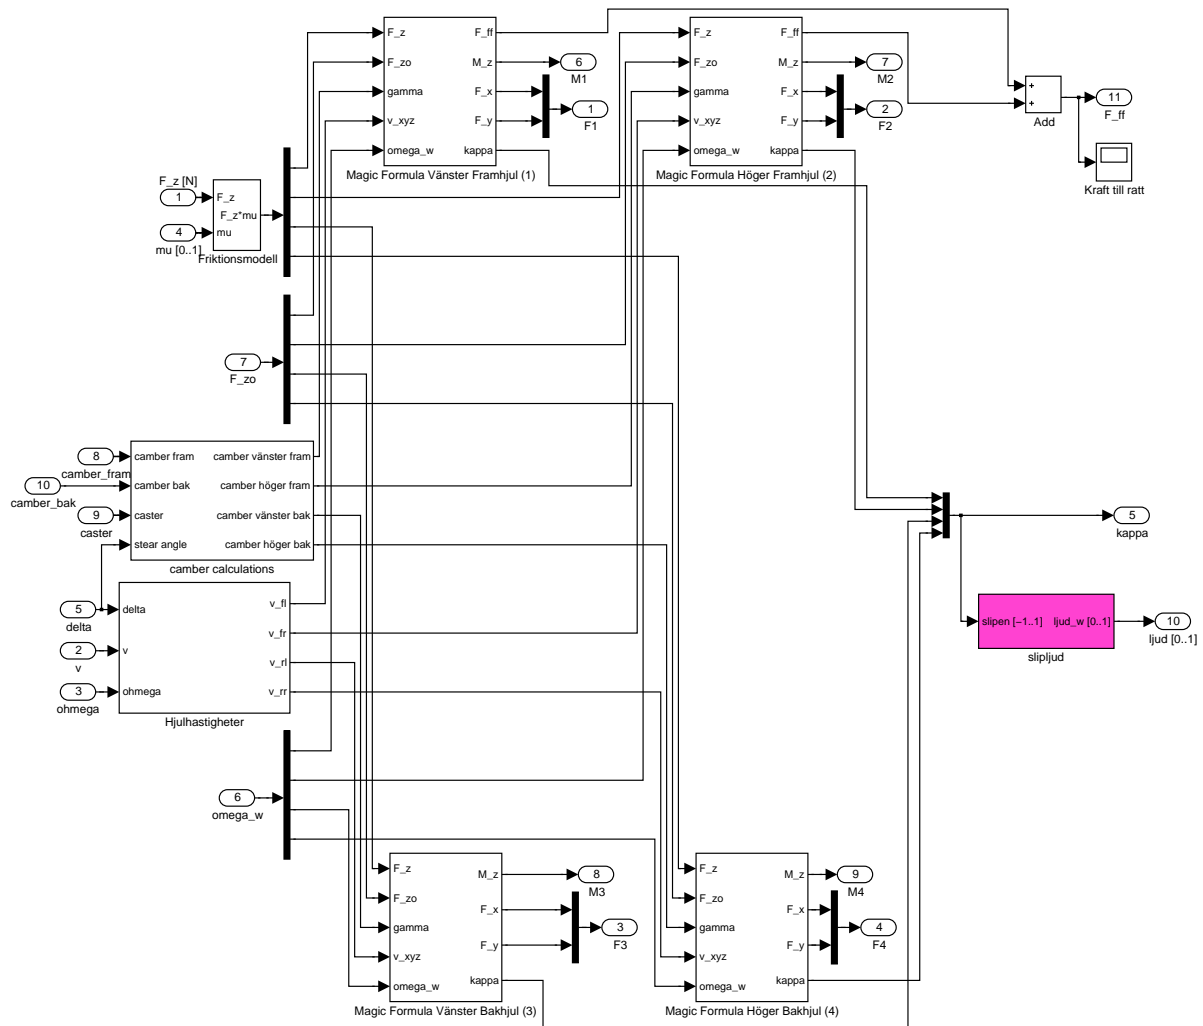 F_z
F_zo
gamma
v_xyz
omega_w
F_ff
M_z
F_x
F_y
kappa
Magic Formula Vänster Framhjul (1)
6
M1
1
F1
F_z
F_zo
gamma
v_xyz
omega_w
F_ff
M_z
F_x
F_y
kappa
Magic Formula Höger Framhjul (2)
7
M2
2
F2
+
+
Add
11
F_ff
Kraft till ratt
F_z [N]
1
4
mu [0..1]
F_z
F_z*mu
mu
Friktionsmodell
7
F_zo
8
camber_fram
10
camber_bak
9
caster
camber fram
camber bak
caster
stear angle
camber vänster fram
camber höger fram
camber vänster bak
camber höger bak
camber calculations
5
delta
2
v
3
ohmega
delta
v
ohmega
v_fl
v_fr
v_rl
v_rr
Hjulhastigheter
5
kappa
slipen [−1..1]
ljud_w [0..1]
slipljud
10
ljud [0..1]
6
omega_w
F_z
F_zo
gamma
v_xyz
omega_w
M_z
F_x
F_y
kappa
Magic Formula Vänster Bakhjul (3)
8
M3
3
F3
F_z
F_zo
gamma
v_xyz
omega_w
M_z
F_x
F_y
kappa
Magic Formula Höger Bakhjul (4)
9
M4
4
F4